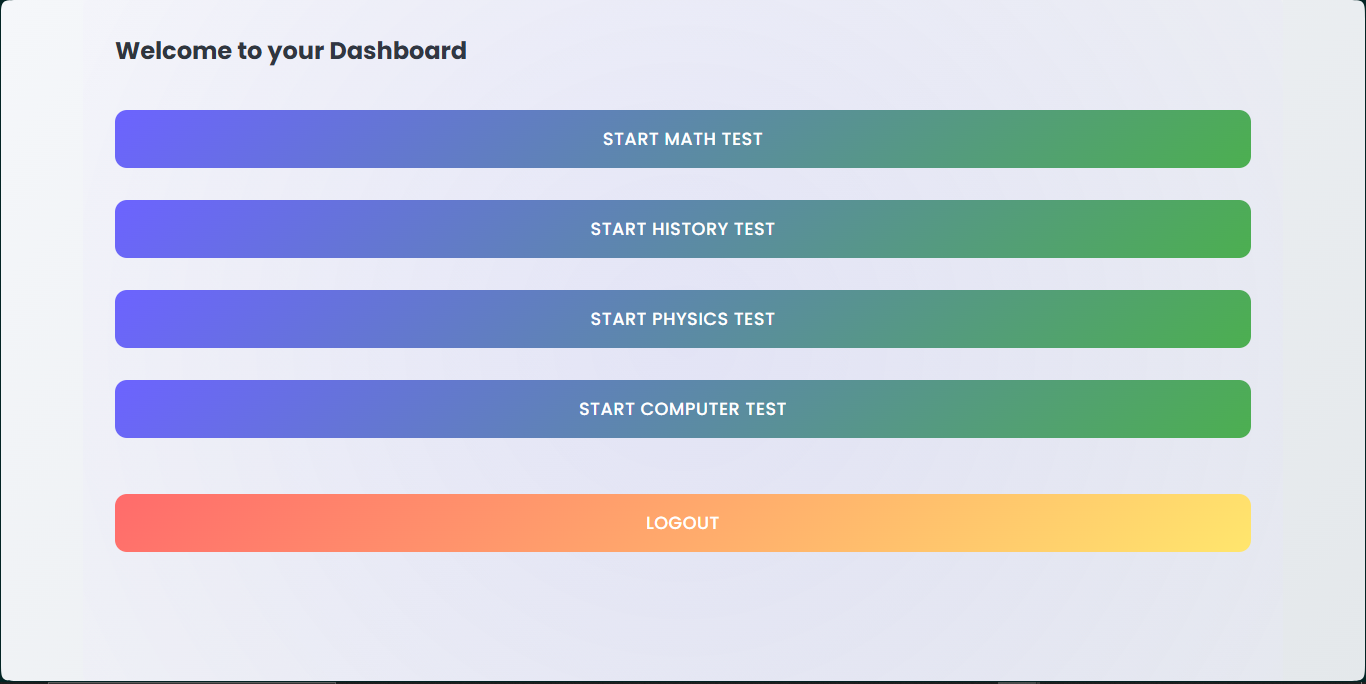 Welcome to your Dashboard
START MATH TEST
START HISTORY TEST
START PHYSICS TEST
START COMPUTER TEST
LOGOUT